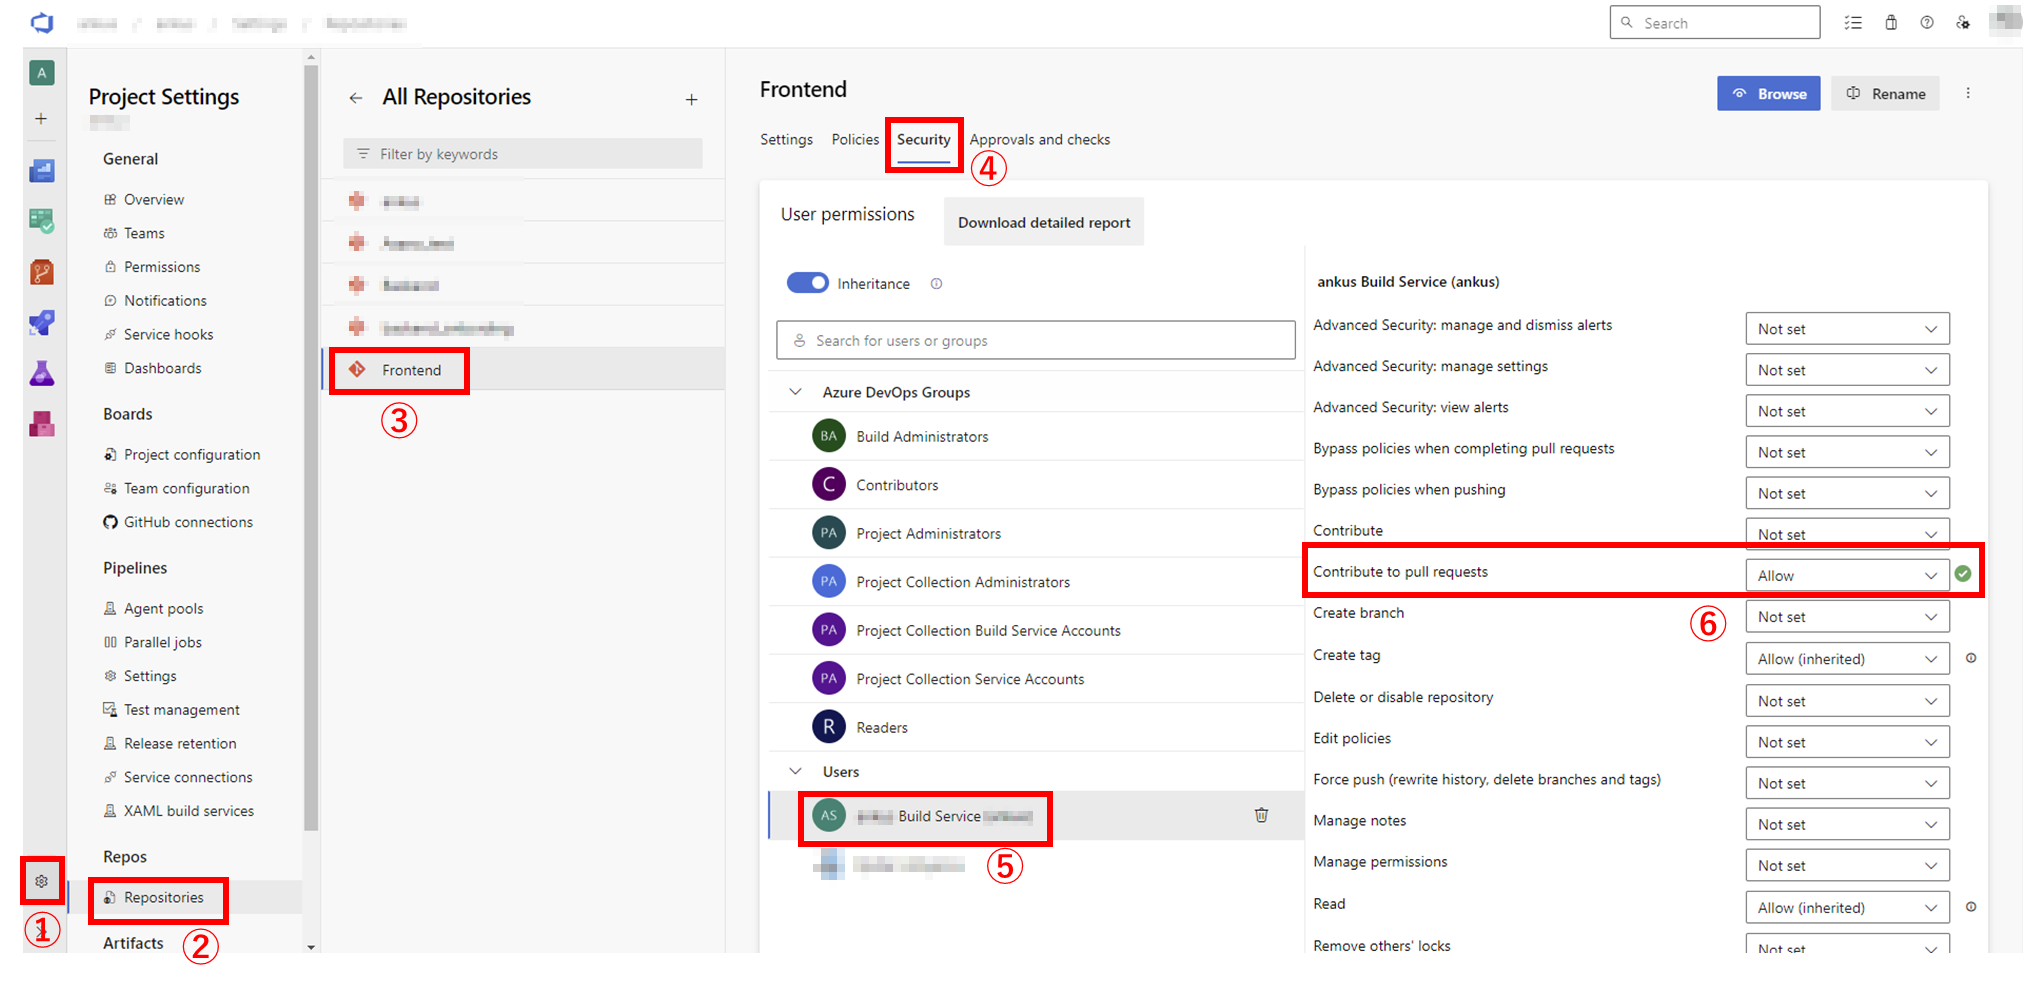 Search
A
Project Settings
General
Overview
Teams
Permissions
Notifications
Service hooks
Dashboards
Boards
Project configuration
Team configuration
GitHub connections
Pipelines
Agent pools
Parallel jobs
Settings
Test management
Release retention
Service connections
XAML build services
Repos
Repositories
Artifacts
①
②
All Repositories
Filter by keywords
Frontend
③
Frontend
Browse
Rename
Settings
Policies
Security
Approvals and checks
④
User permissions
Download detailed report
Inheritance
Search for users or groups
Azure DevOps Groups
BA Build Administrators
C Contributors
PA Project Administrators
PA Project Collection Administrators
PA Project Collection Build Service Accounts
PA Project Collection Service Accounts
R Readers
Users
AS Build Service
⑤
ankus Build Service (ankus)
Advanced Security: manage and dismiss alerts Not set
Advanced Security: manage settings Not set
Advanced Security: view alerts Not set
Bypass policies when completing pull requests Not set
Bypass policies when pushing Not set
Contribute Not set
Contribute to pull requests Allow
⑥
Create branch Not set
Create tag Allow (inherited)
Delete or disable repository Not set
Edit policies Not set
Force push (rewrite history, delete branches and tags) Not set
Manage notes Not set
Manage permissions Not set
Read Allow (inherited)
Remove others' locks Not set